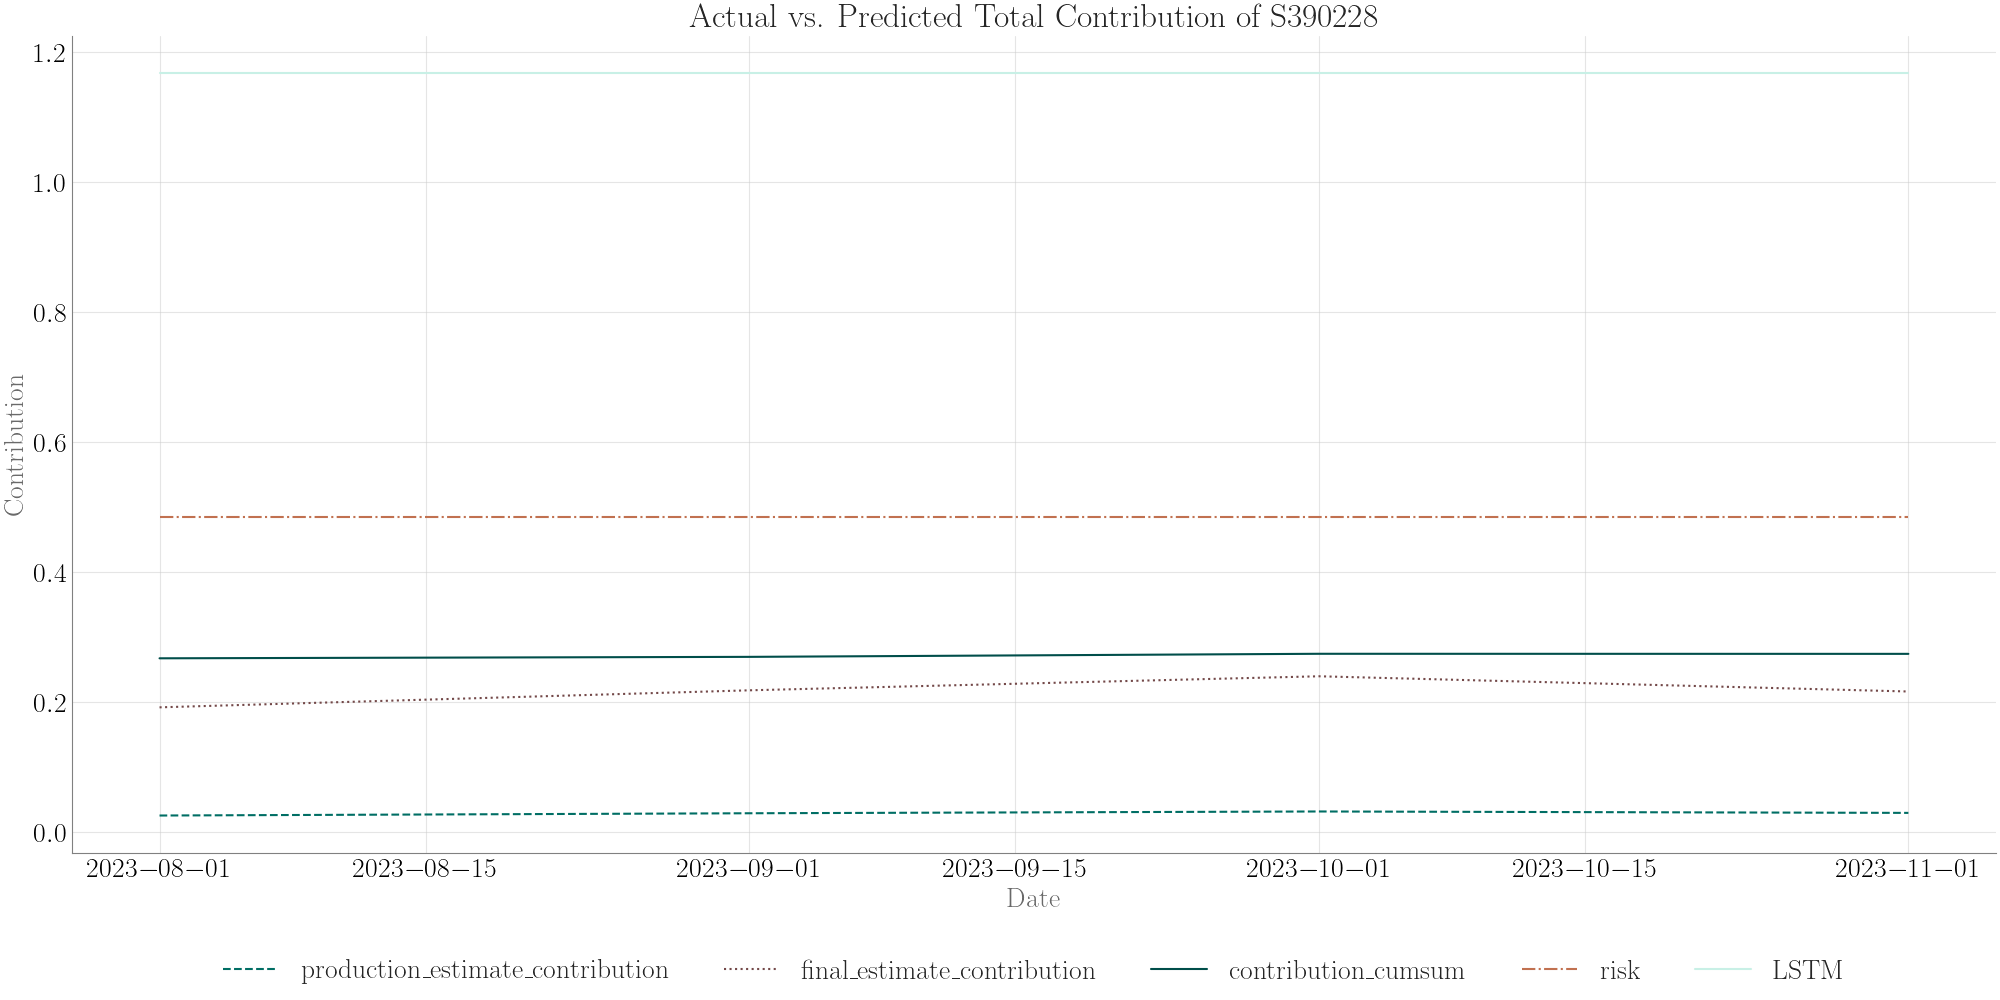 Actual vs. Predicted Total Contribution of S390228
1.2
1.0
0.8
0.6
0.4
0.2
0.0
Contribution
2023−08−01 2023−08−15 2023−09−01 2023−09−15 2023−10−01 2023−10−15 2023−11−01
Date
production_estimate_contribution final_estimate_contribution contribution_cumsum risk LSTM